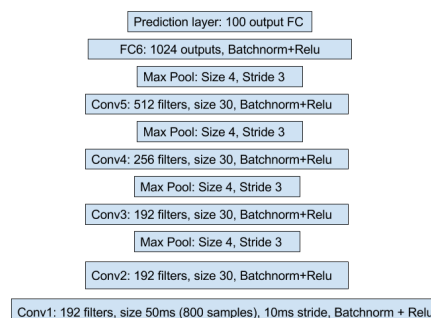 Prediction layer: 100 output FC
FC6: 1024 outputs, Batchnorm+Relu
Max Pool: Size 4, Stride 3
Conv5: 512 filters, size 30, Batchnorm+Relu
Max Pool: Size 4, Stride 3
Conv4: 256 filters, size 30, Batchnorm+Relu
Max Pool: Size 4, Stride 3
Conv3: 192 filters, size 30, Batchnorm+Relu
Max Pool: Size 4, Stride 3
Conv2: 192 filters, size 30, Batchnorm+Relu
Conv1: 192 filters, size 50ms (800 samples), 10ms stride, Batchnorm + Relu